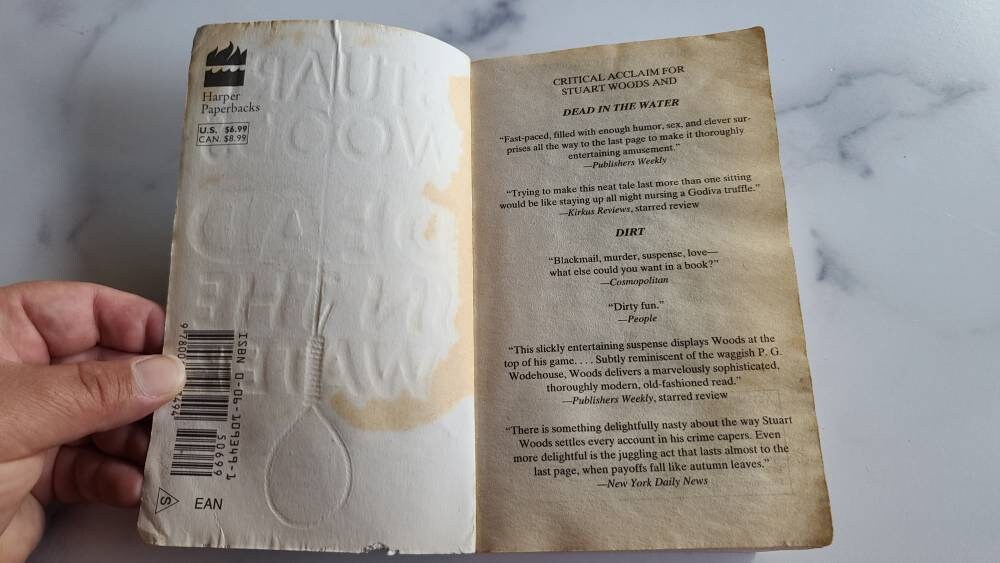 Harper
Paperbacks
U.S. $6.99
CAN. $8.99
ISBN 0-06-109349-1
50699
S
EAN
CRITICAL ACCLAIM FOR
STUART WOODS AND
DEAD IN THE WATER
“Fast-paced, filled with enough humor, sex, and clever sur-
prises all the way to the last page to make it thoroughly
entertaining amusement.”
—Publishers Weekly
“Trying to make this neat tale last more than one sitting
would be like staying up all night nursing a Godiva truffle.”
—Kirkus Reviews, starred review
DIRT
“Blackmail, murder, suspense, love—
what else could you want in a book?”
—Cosmopolitan
“Dirty fun.”
—People
“This slickly entertaining suspense displays Woods at the
top of his game. . . . Subtly reminiscent of the waggish P. G.
Wodehouse, Woods delivers a marvelously sophisticated,
thoroughly modern, old-fashioned read.”
—Publishers Weekly, starred review
“There is something delightfully nasty about the way Stuart
Woods settles every account in his crime capers. Even
more delightful is the juggling act that lasts almost to the
last page, when payoffs fall like autumn leaves.”
—New York Daily News